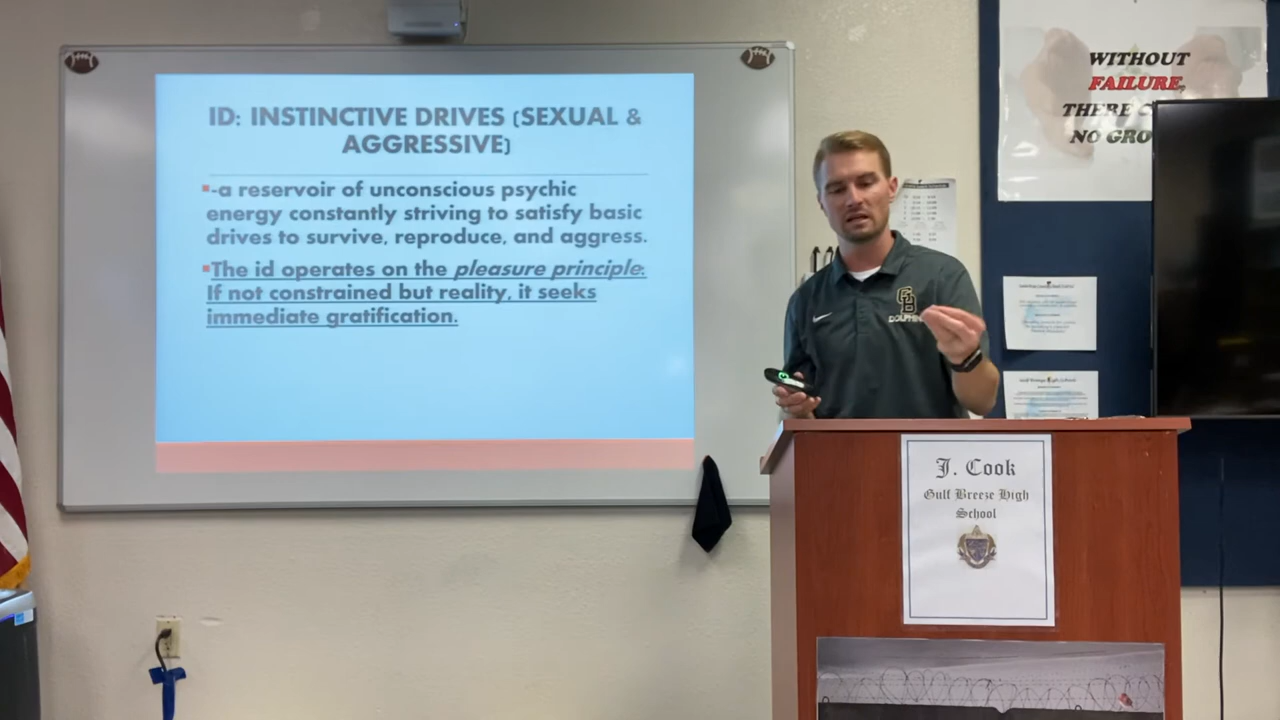 ID: INSTINCTIVE DRIVES (SEXUAL &
AGGRESSIVE)
-a reservoir of unconscious psychic
energy constantly striving to satisfy basic
drives to survive, reproduce, and aggress.
The id operates on the pleasure principle:
If not constrained but reality, it seeks
immediate gratification.
WITHOUT
FAILURE,
THERE C
NO GRO
GB
DOLPHIN
J. Cook
Gulf Breeze High
School